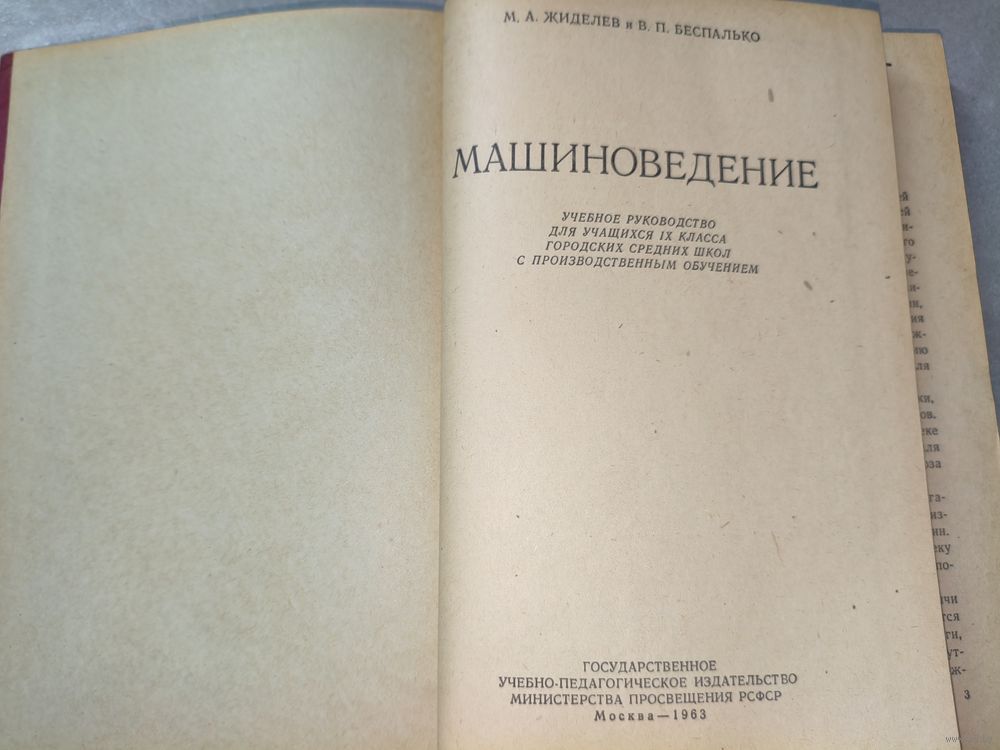 М. А. ЖИДЕЛЕВ и В. П. БЕСПАЛЬКО
МАШИНОВЕДЕНИЕ
УЧЕБНОЕ РУКОВОДСТВО
ДЛЯ УЧАЩИХСЯ IX КЛАССА
ГОРОДСКИХ СРЕДНИХ ШКОЛ
С ПРОИЗВОДСТВЕННЫМ ОБУЧЕНИЕМ
ГОСУДАРСТВЕННОЕ
УЧЕБНО-ПЕДАГОГИЧЕСКОЕ ИЗДАТЕЛЬСТВО
МИНИСТЕРСТВА ПРОСВЕЩЕНИЯ РСФСР
Москва—1963
3